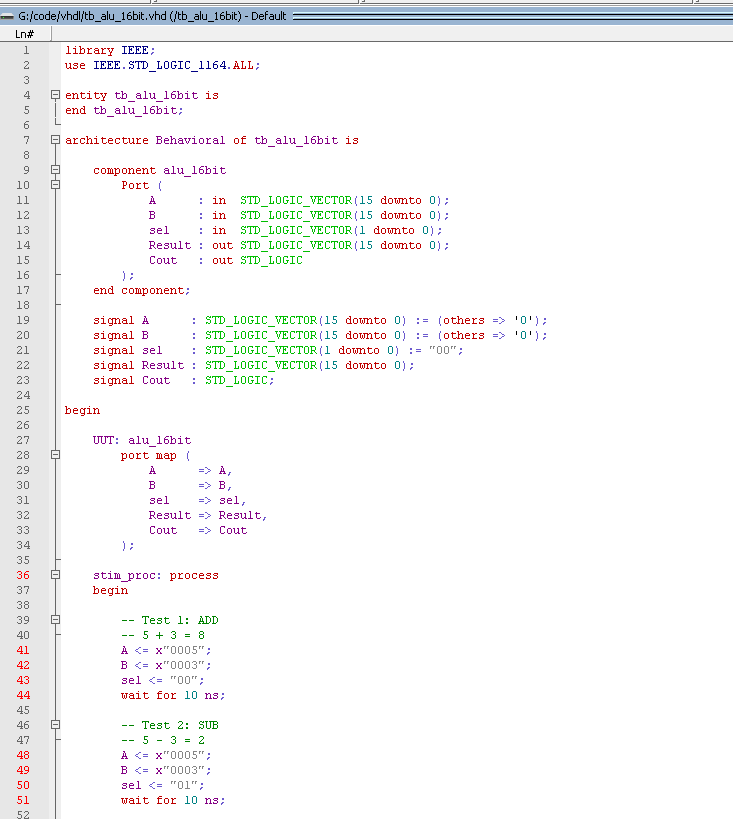 G:/code/vhdl/tb_alu_16bit.vhd (/tb_alu_16bit) - Default
Ln#
1 library IEEE;
2 use IEEE.STD_LOGIC_1164.ALL;
3
4 entity tb_alu_16bit is
5 end tb_alu_16bit;
6
7 architecture Behavioral of tb_alu_16bit is
8
9     component alu_16bit
10         Port (
11             A      : in  STD_LOGIC_VECTOR(15 downto 0);
12             B      : in  STD_LOGIC_VECTOR(15 downto 0);
13             sel    : in  STD_LOGIC_VECTOR(1 downto 0);
14             Result : out STD_LOGIC_VECTOR(15 downto 0);
15             Cout   : out STD_LOGIC
16         );
17     end component;
18
19     signal A      : STD_LOGIC_VECTOR(15 downto 0) := (others => '0');
20     signal B      : STD_LOGIC_VECTOR(15 downto 0) := (others => '0');
21     signal sel    : STD_LOGIC_VECTOR(1 downto 0) := "00";
22     signal Result : STD_LOGIC_VECTOR(15 downto 0);
23     signal Cout   : STD_LOGIC;
24
25 begin
26
27     UUT: alu_16bit
28         port map (
29             A      => A,
30             B      => B,
31             sel    => sel,
32             Result => Result,
33             Cout   => Cout
34         );
35
36     stim_proc: process
37     begin
38
39         -- Test 1: ADD
40         -- 5 + 3 = 8
41         A <= x"0005";
42         B <= x"0003";
43         sel <= "00";
44         wait for 10 ns;
45
46         -- Test 2: SUB
47         -- 5 - 3 = 2
48         A <= x"0005";
49         B <= x"0003";
50         sel <= "01";
51         wait for 10 ns;
52